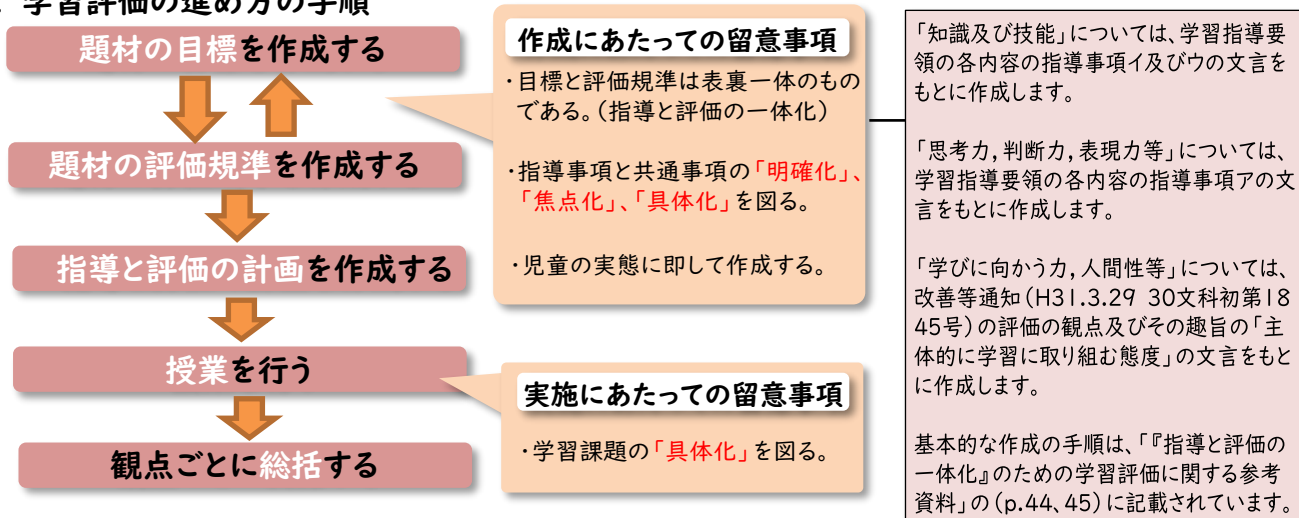 学習評価の進め方の手順
題材の目標を作成する
題材の評価規準を作成する
指導と評価の計画を作成する
授業を行う
観点ごとに総括する
作成にあたっての留意事項
・目標と評価規準は表裏一体のもの
である。(指導と評価の一体化)
・指導事項と共通事項の「明確化」、
「焦点化」、「具体化」を図る。
・児童の実態に即して作成する。
実施にあたっての留意事項
・学習課題の「具体化」を図る。
「知識及び技能」については、学習指導要
領の各内容の指導事項イ及びウの文言を
もとに作成します。
「思考力,判断力,表現力等」については、
学習指導要領の各内容の指導事項アの文
言をもとに作成します。
「学びに向かう力,人間性等」については、
改善等通知(H31.3.29 30文科初第18
45号)の評価の観点及びその趣旨の「主
体的に学習に取り組む態度」の文言をもと
に作成します。
基本的な作成の手順は、「『指導と評価の
一体化』のための学習評価に関する参考
資料」の(p.44、45)に記載されています。